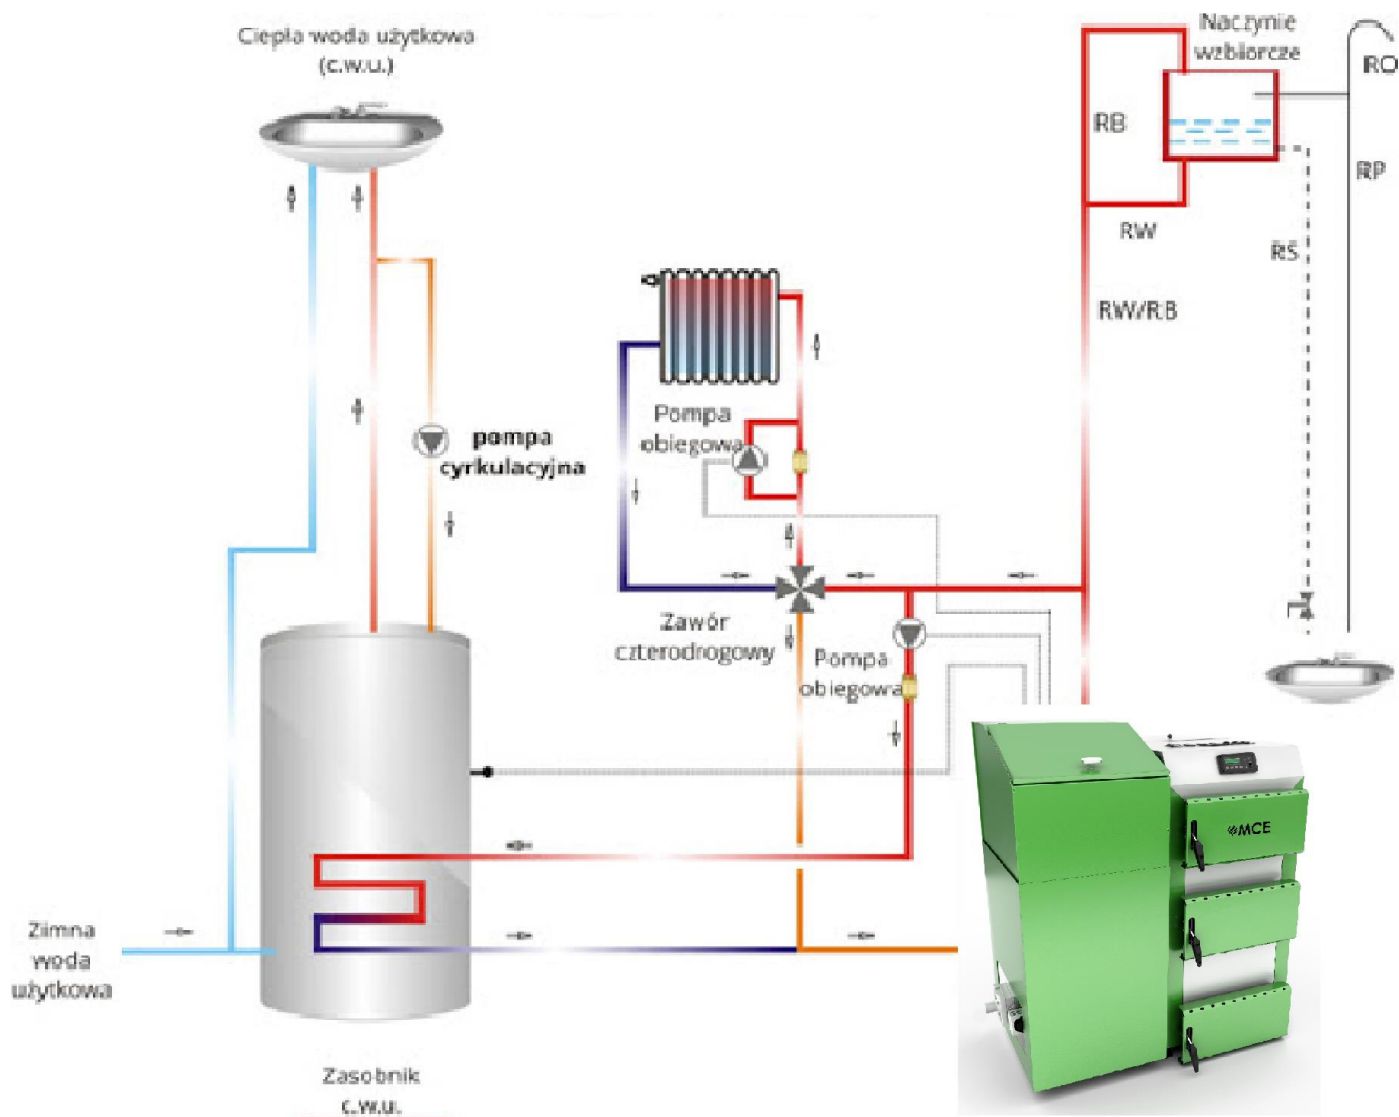 Ciepła woda użytkowa
(c.w.u.)
Naczynie
wzbiorcze
RO
RB
RP
RW
RS
RW/RB
Pompa
obiegowa
pompa
cyrkulacyjna
Zawór
czterodrogowy
Pompa
obiegowa
MCE
Zimna
woda
użytkowa
Zasobnik
c.w.u.